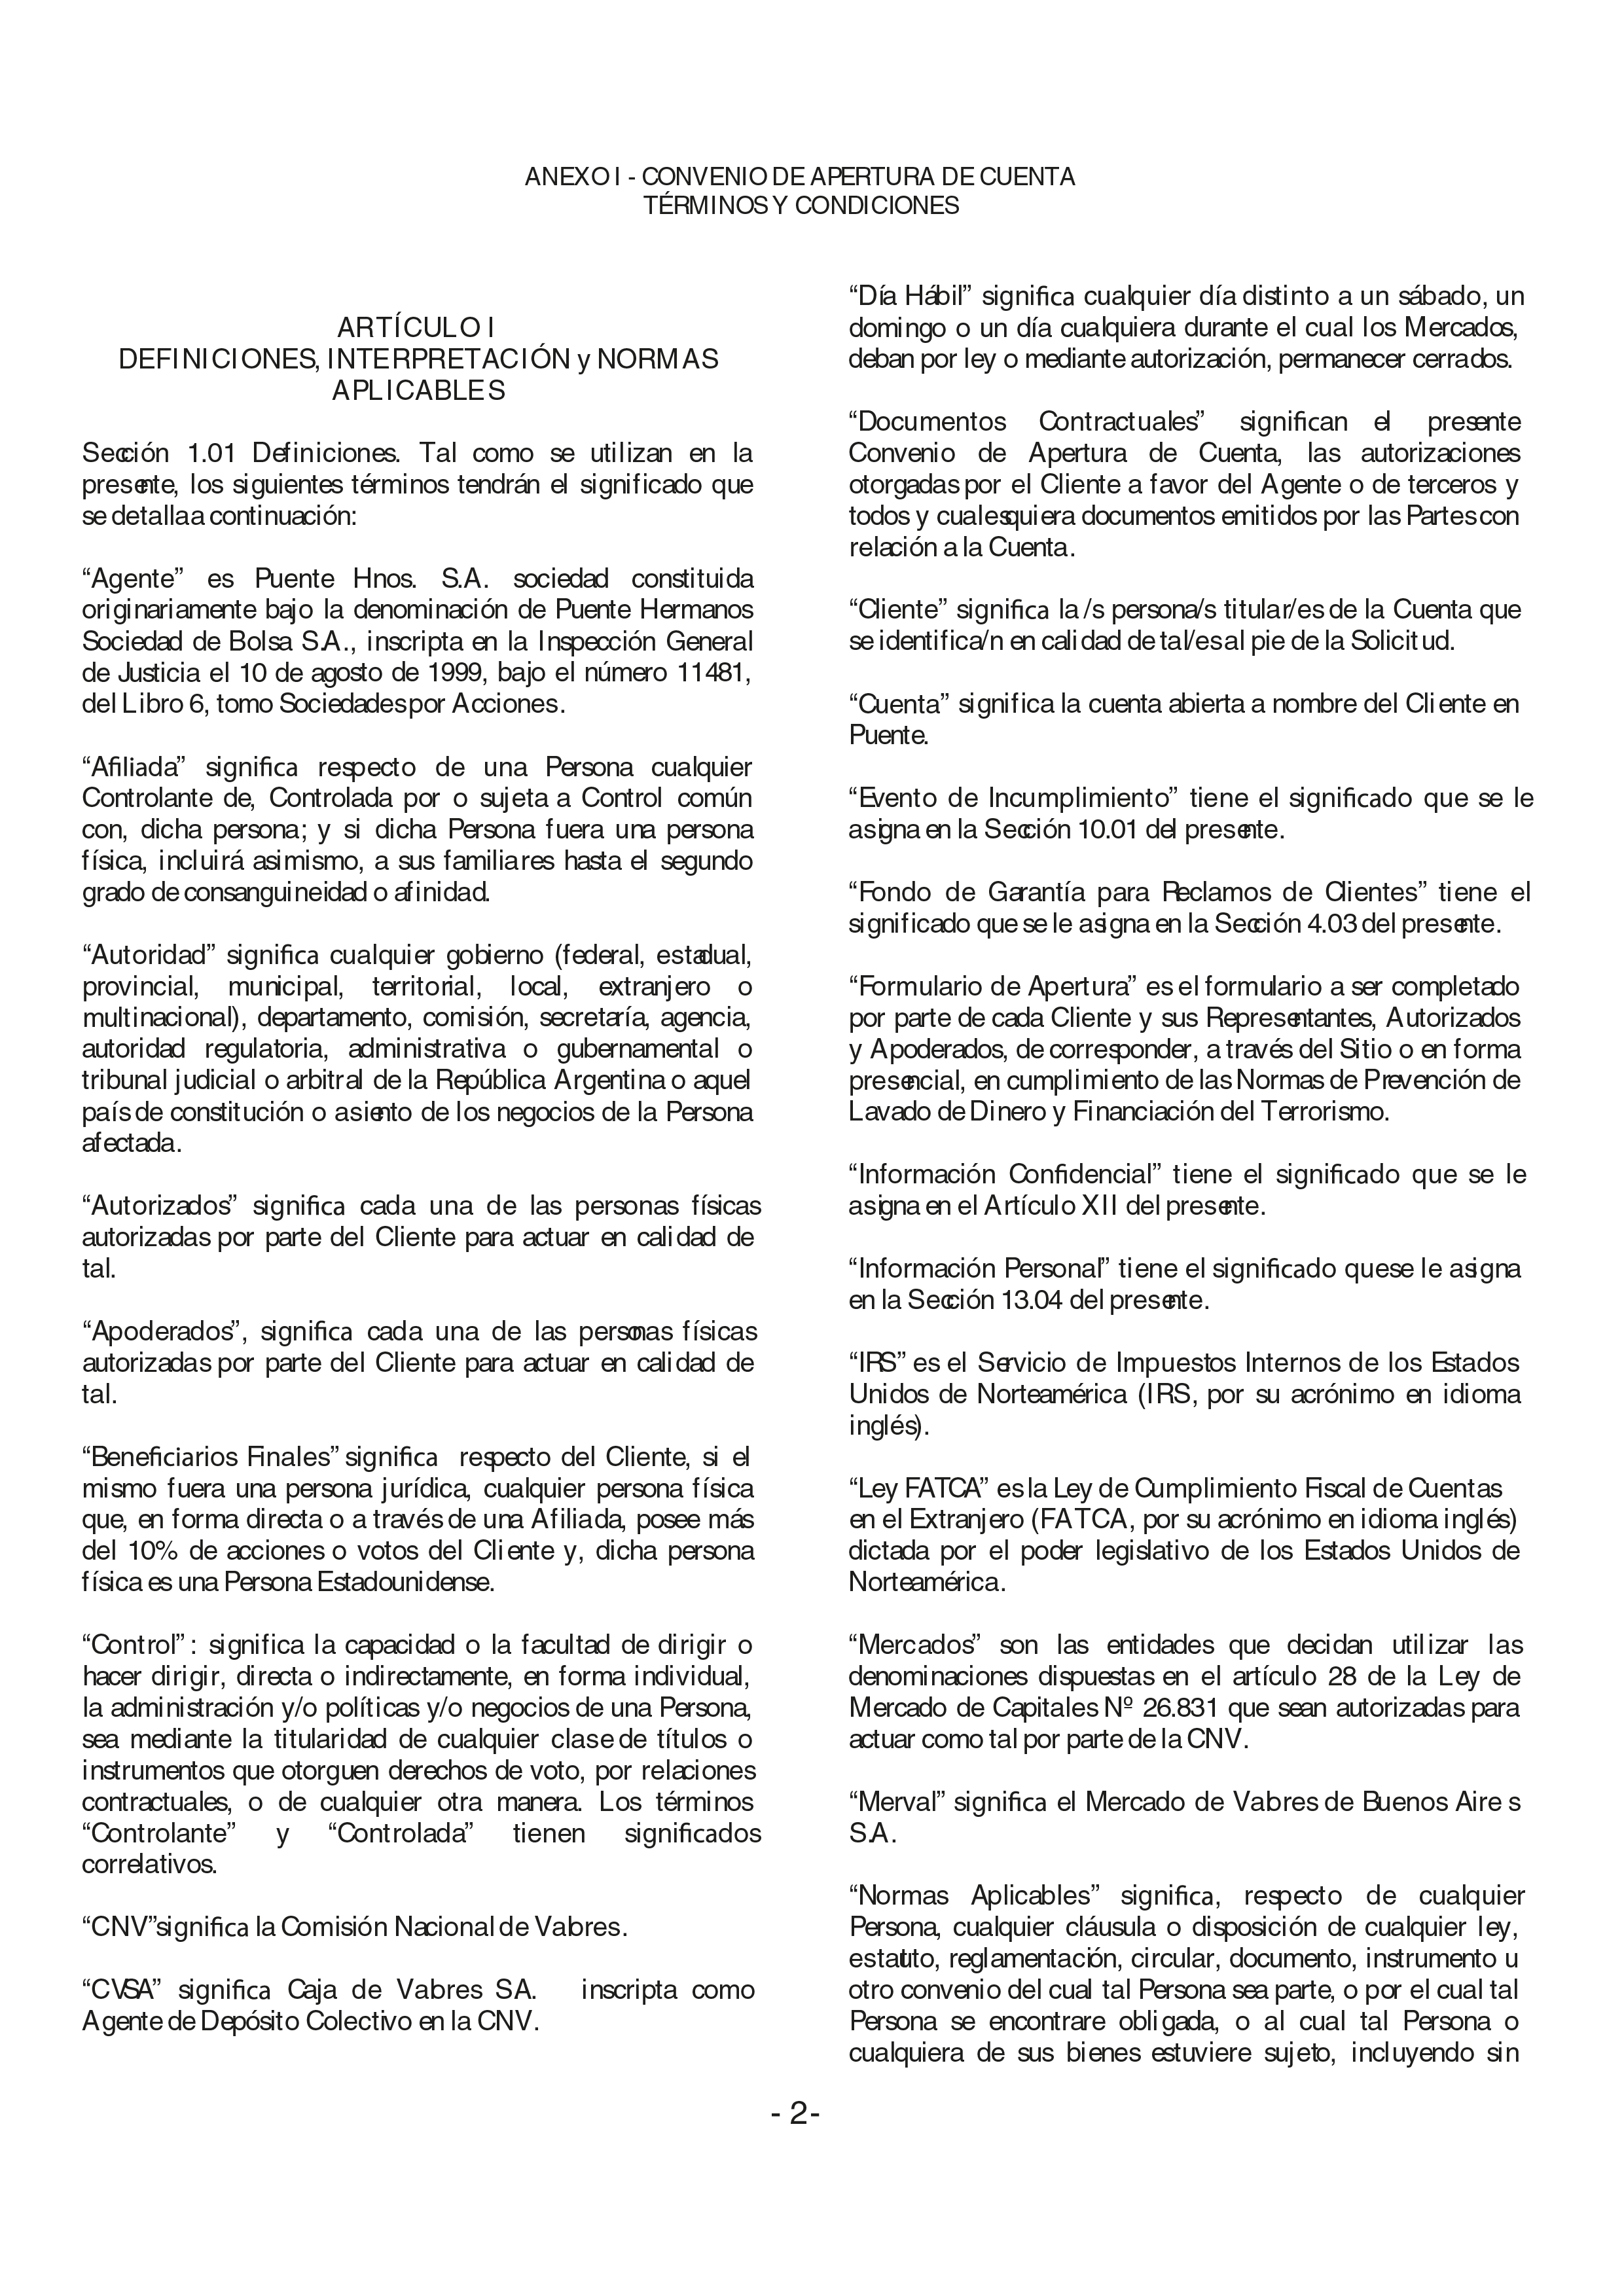 ANEXO I - CONVENIO DE APERTURA DE CUENTA
TÉRMINOS Y CONDICIONES
ARTÍCULO I
DEFINICIONES, INTERPRETACIÓN y NORMAS
APLICABLES
Sección 1.01 Definiciones. Tal como se utilizan en la
presente, los siguientes términos tendrán el significado que
se detalla a continuación:
“Agente” es Puente Hnos. S.A. sociedad constituida
originariamente bajo la denominación de Puente Hermanos
Sociedad de Bolsa S.A., inscripta en la Inspección General
de Justicia el 10 de agosto de 1999, bajo el número 11481,
del Libro 6, tomo Sociedades por Acciones.
“Afiliada” significa respecto de una Persona cualquier
Controlante de, Controlada por o sujeta a Control común
con, dicha persona; y si dicha Persona fuera una persona
física, incluirá asimismo, a sus familiares hasta el segundo
grado de consanguineidad o afinidad.
“Autoridad” significa cualquier gobierno (federal, estadual,
provincial, municipal, territorial, local, extranjero o
multinacional), departamento, comisión, secretaría, agencia,
autoridad regulatoria, administrativa o gubernamental o
tribunal judicial o arbitral de la República Argentina o aquel
país de constitución o asiento de los negocios de la Persona
afectada.
“Autorizados” significa cada una de las personas físicas
autorizadas por parte del Cliente para actuar en calidad de
tal.
“Apoderados”, significa cada una de las personas físicas
autorizadas por parte del Cliente para actuar en calidad de
tal.
“Beneficiarios Finales” significa respecto del Cliente, si el
mismo fuera una persona jurídica, cualquier persona física
que, en forma directa o a través de una Afiliada, posee más
del 10% de acciones o votos del Cliente y, dicha persona
física es una Persona Estadounidense.
“Control” : significa la capacidad o la facultad de dirigir o
hacer dirigir, directa o indirectamente, en forma individual,
la administración y/o políticas y/o negocios de una Persona,
sea mediante la titularidad de cualquier clase de títulos o
instrumentos que otorguen derechos de voto, por relaciones
contractuales, o de cualquier otra manera. Los términos
“Controlante” y “Controlada” tienen significados
correlativos.
“CNV”significa la Comisión Nacional de Valores.
“CVSA” significa Caja de Valores S.A. inscripta como
Agente de Depósito Colectivo en la CNV.
“Día Hábil” significa cualquier día distinto a un sábado, un
domingo o un día cualquiera durante el cual los Mercados,
deban por ley o mediante autorización, permanecer cerrados.
“Documentos Contractuales” significan el presente
Convenio de Apertura de Cuenta, las autorizaciones
otorgadas por el Cliente a favor del Agente o de terceros y
todos y cualesquiera documentos emitidos por las Partes con
relación a la Cuenta.
“Cliente” significa la /s persona/s titular/es de la Cuenta que
se identifica/n en calidad de tal/es al pie de la Solicitud.
“Cuenta” significa la cuenta abierta a nombre del Cliente en
Puente.
“Evento de Incumplimiento” tiene el significado que se le
asigna en la Sección 10.01 del presente.
“Fondo de Garantía para Reclamos de Clientes” tiene el
significado que se le asigna en la Sección 4.03 del presente.
“Formulario de Apertura” es el formulario a ser completado
por parte de cada Cliente y sus Representantes, Autorizados
y Apoderados, de corresponder, a través del Sitio o en forma
presencial, en cumplimiento de las Normas de Prevención de
Lavado de Dinero y Financiación del Terrorismo.
“Información Confidencial” tiene el significado que se le
asigna en el Artículo XII del presente.
“Información Personal” tiene el significado quese le asigna
en la Sección 13.04 del presente.
“IRS” es el Servicio de Impuestos Internos de los Estados
Unidos de Norteamérica (IRS, por su acrónimo en idioma
inglés).
“Ley FATCA” es la Ley de Cumplimiento Fiscal de Cuentas
en el Extranjero (FATCA, por su acrónimo en idioma inglés)
dictada por el poder legislativo de los Estados Unidos de
Norteamérica.
“Mercados” son las entidades que decidan utilizar las
denominaciones dispuestas en el artículo 28 de la Ley de
Mercado de Capitales Nº 26.831 que sean autorizadas para
actuar como tal por parte de la CNV.
“Merval” significa el Mercado de Valores de Buenos Aires
S.A.
“Normas Aplicables” significa, respecto de cualquier
Persona, cualquier cláusula o disposición de cualquier ley,
estatuto, reglamentación, circular, documento, instrumento u
otro convenio del cual tal Persona sea parte, o por el cual tal
Persona se encontrare obligada, o al cual tal Persona o
cualquiera de sus bienes estuviere sujeto, incluyendo sin
- 2 -